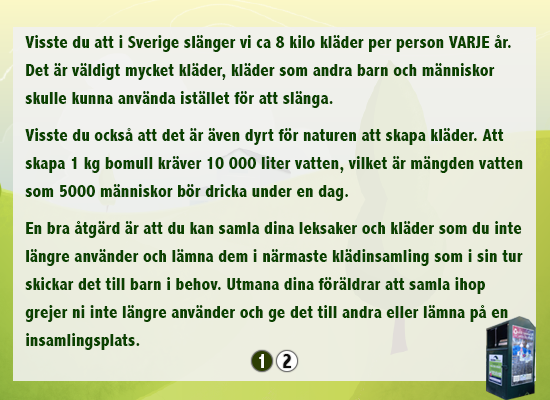 Visste du att i Sverige slänger vi ca 8 kilo kläder per person VARJE år.
Det är väldigt mycket kläder, kläder som andra barn och människor
skulle kunna använda istället för att slänga.
Visste du också att det är även dyrt för naturen att skapa kläder. Att
skapa 1 kg bomull kräver 10 000 liter vatten, vilket är mängden vatten
som 5000 människor bör dricka under en dag.
En bra åtgärd är att du kan samla dina leksaker och kläder som du inte
längre använder och lämna dem i närmaste klädinsamling som i sin tur
skickar det till barn i behov. Utmana dina föräldrar att samla ihop
grejer ni inte längre använder och ge det till andra eller lämna på en
insamlingsplats.
1 2